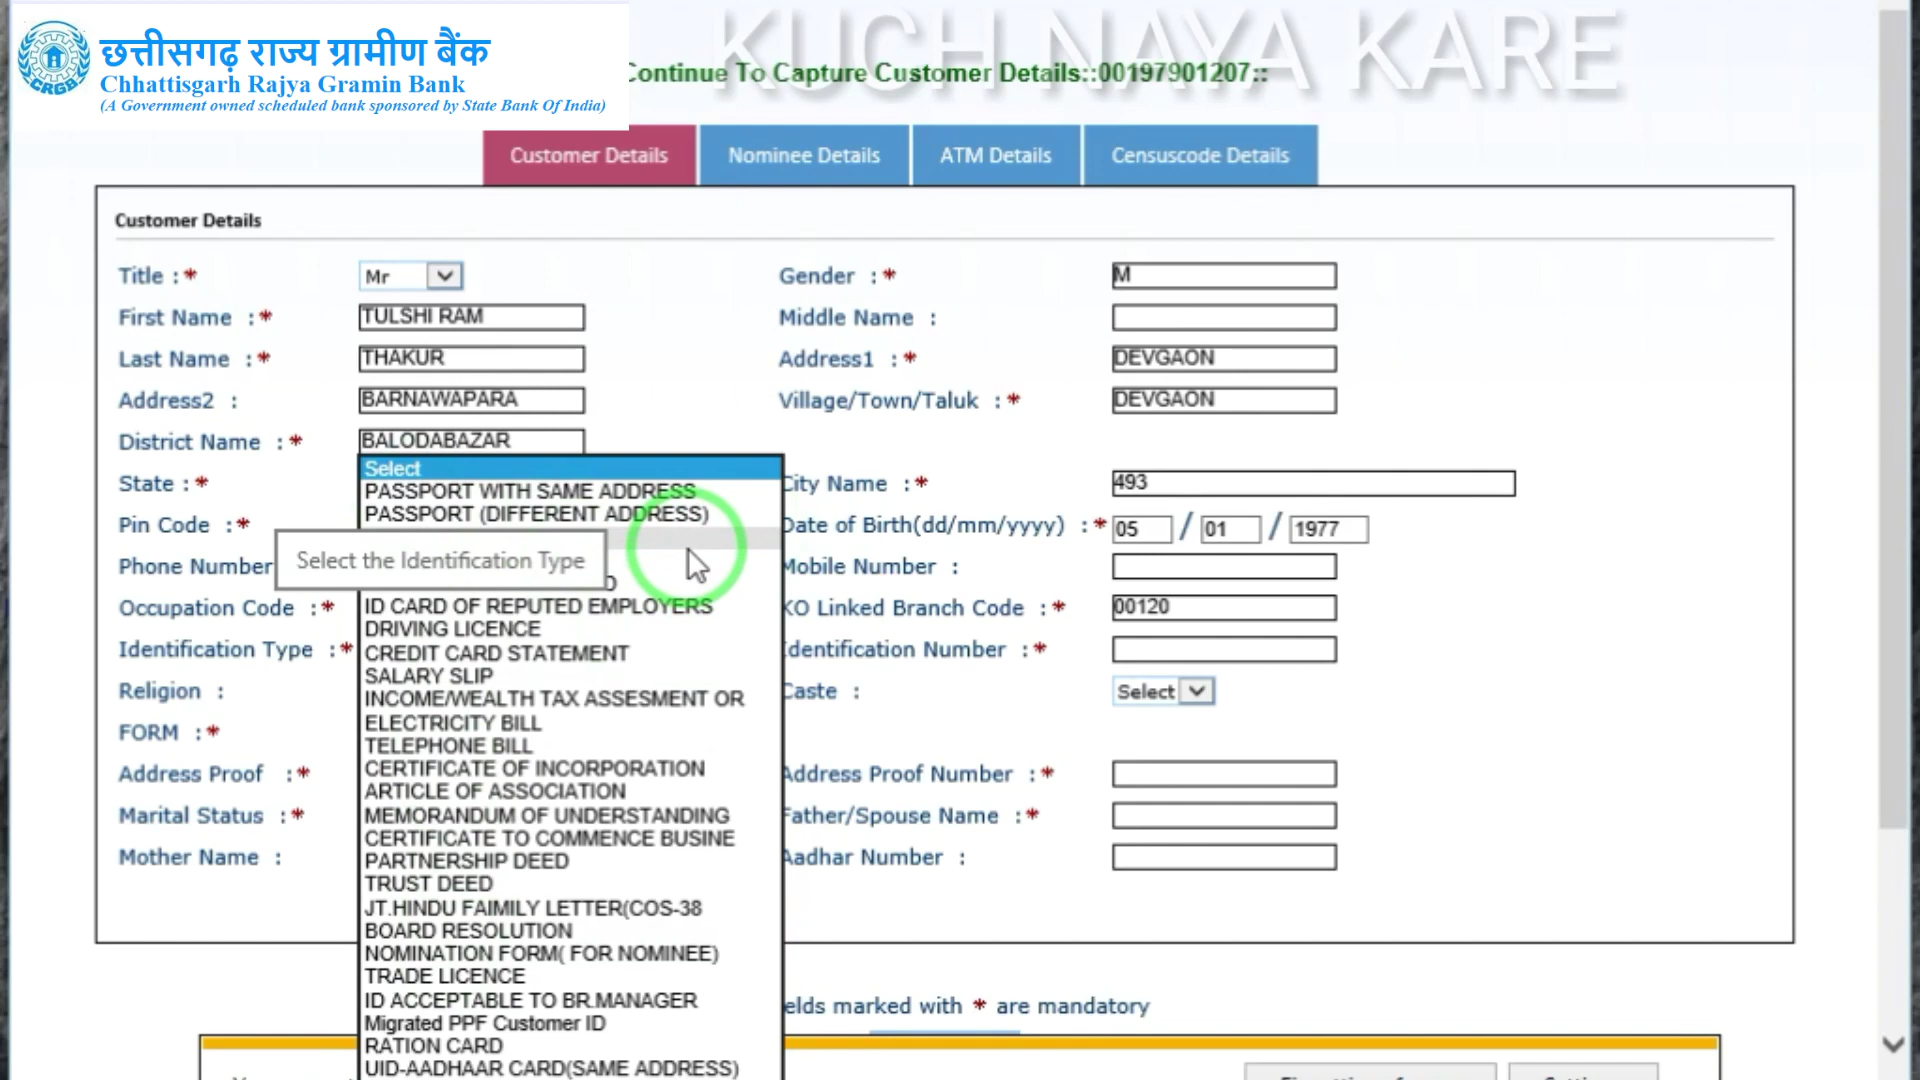 KUCH NAYA KARE
छत्तीसगढ़ राज्य ग्रामीण बैंक
Chhattisgarh Rajya Gramin Bank
(A Government owned scheduled bank sponsored by State Bank Of India)
CRGB
Continue To Capture Customer Details::00197901207::
Customer Details Nominee Details ATM Details Censuscode Details
Customer Details
Title :* Mr Gender :* M
First Name :* TULSHI RAM Middle Name :
Last Name :* THAKUR Address1 :* DEVGAON
Address2 : BARNAWAPARA Village/Town/Taluk :* DEVGAON
District Name :* BALODABAZAR
State :* City Name :* 493
Pin Code :* Date of Birth(dd/mm/yyyy) :* 05 / 01 / 1977
Phone Number Mobile Number :
Occupation Code :* KO Linked Branch Code :* 00120
Identification Type :* Identification Number :*
Religion : Caste : Select
FORM :*
Address Proof :* Address Proof Number :*
Marital Status :* Father/Spouse Name :*
Mother Name : Aadhar Number :
Select
PASSPORT WITH SAME ADDRESS
PASSPORT (DIFFERENT ADDRESS)
Select the Identification Type
ID CARD OF REPUTED EMPLOYERS
DRIVING LICENCE
CREDIT CARD STATEMENT
SALARY SLIP
INCOME/WEALTH TAX ASSESMENT OR
ELECTRICITY BILL
TELEPHONE BILL
CERTIFICATE OF INCORPORATION
ARTICLE OF ASSOCIATION
MEMORANDUM OF UNDERSTANDING
CERTIFICATE TO COMMENCE BUSINE
PARTNERSHIP DEED
TRUST DEED
JT.HINDU FAIMILY LETTER(COS-38
BOARD RESOLUTION
NOMINATION FORM( FOR NOMINEE)
TRADE LICENCE
ID ACCEPTABLE TO BR.MANAGER
Migrated PPF Customer ID
RATION CARD
UID-AADHAAR CARD(SAME ADDRESS)
elds marked with * are mandatory